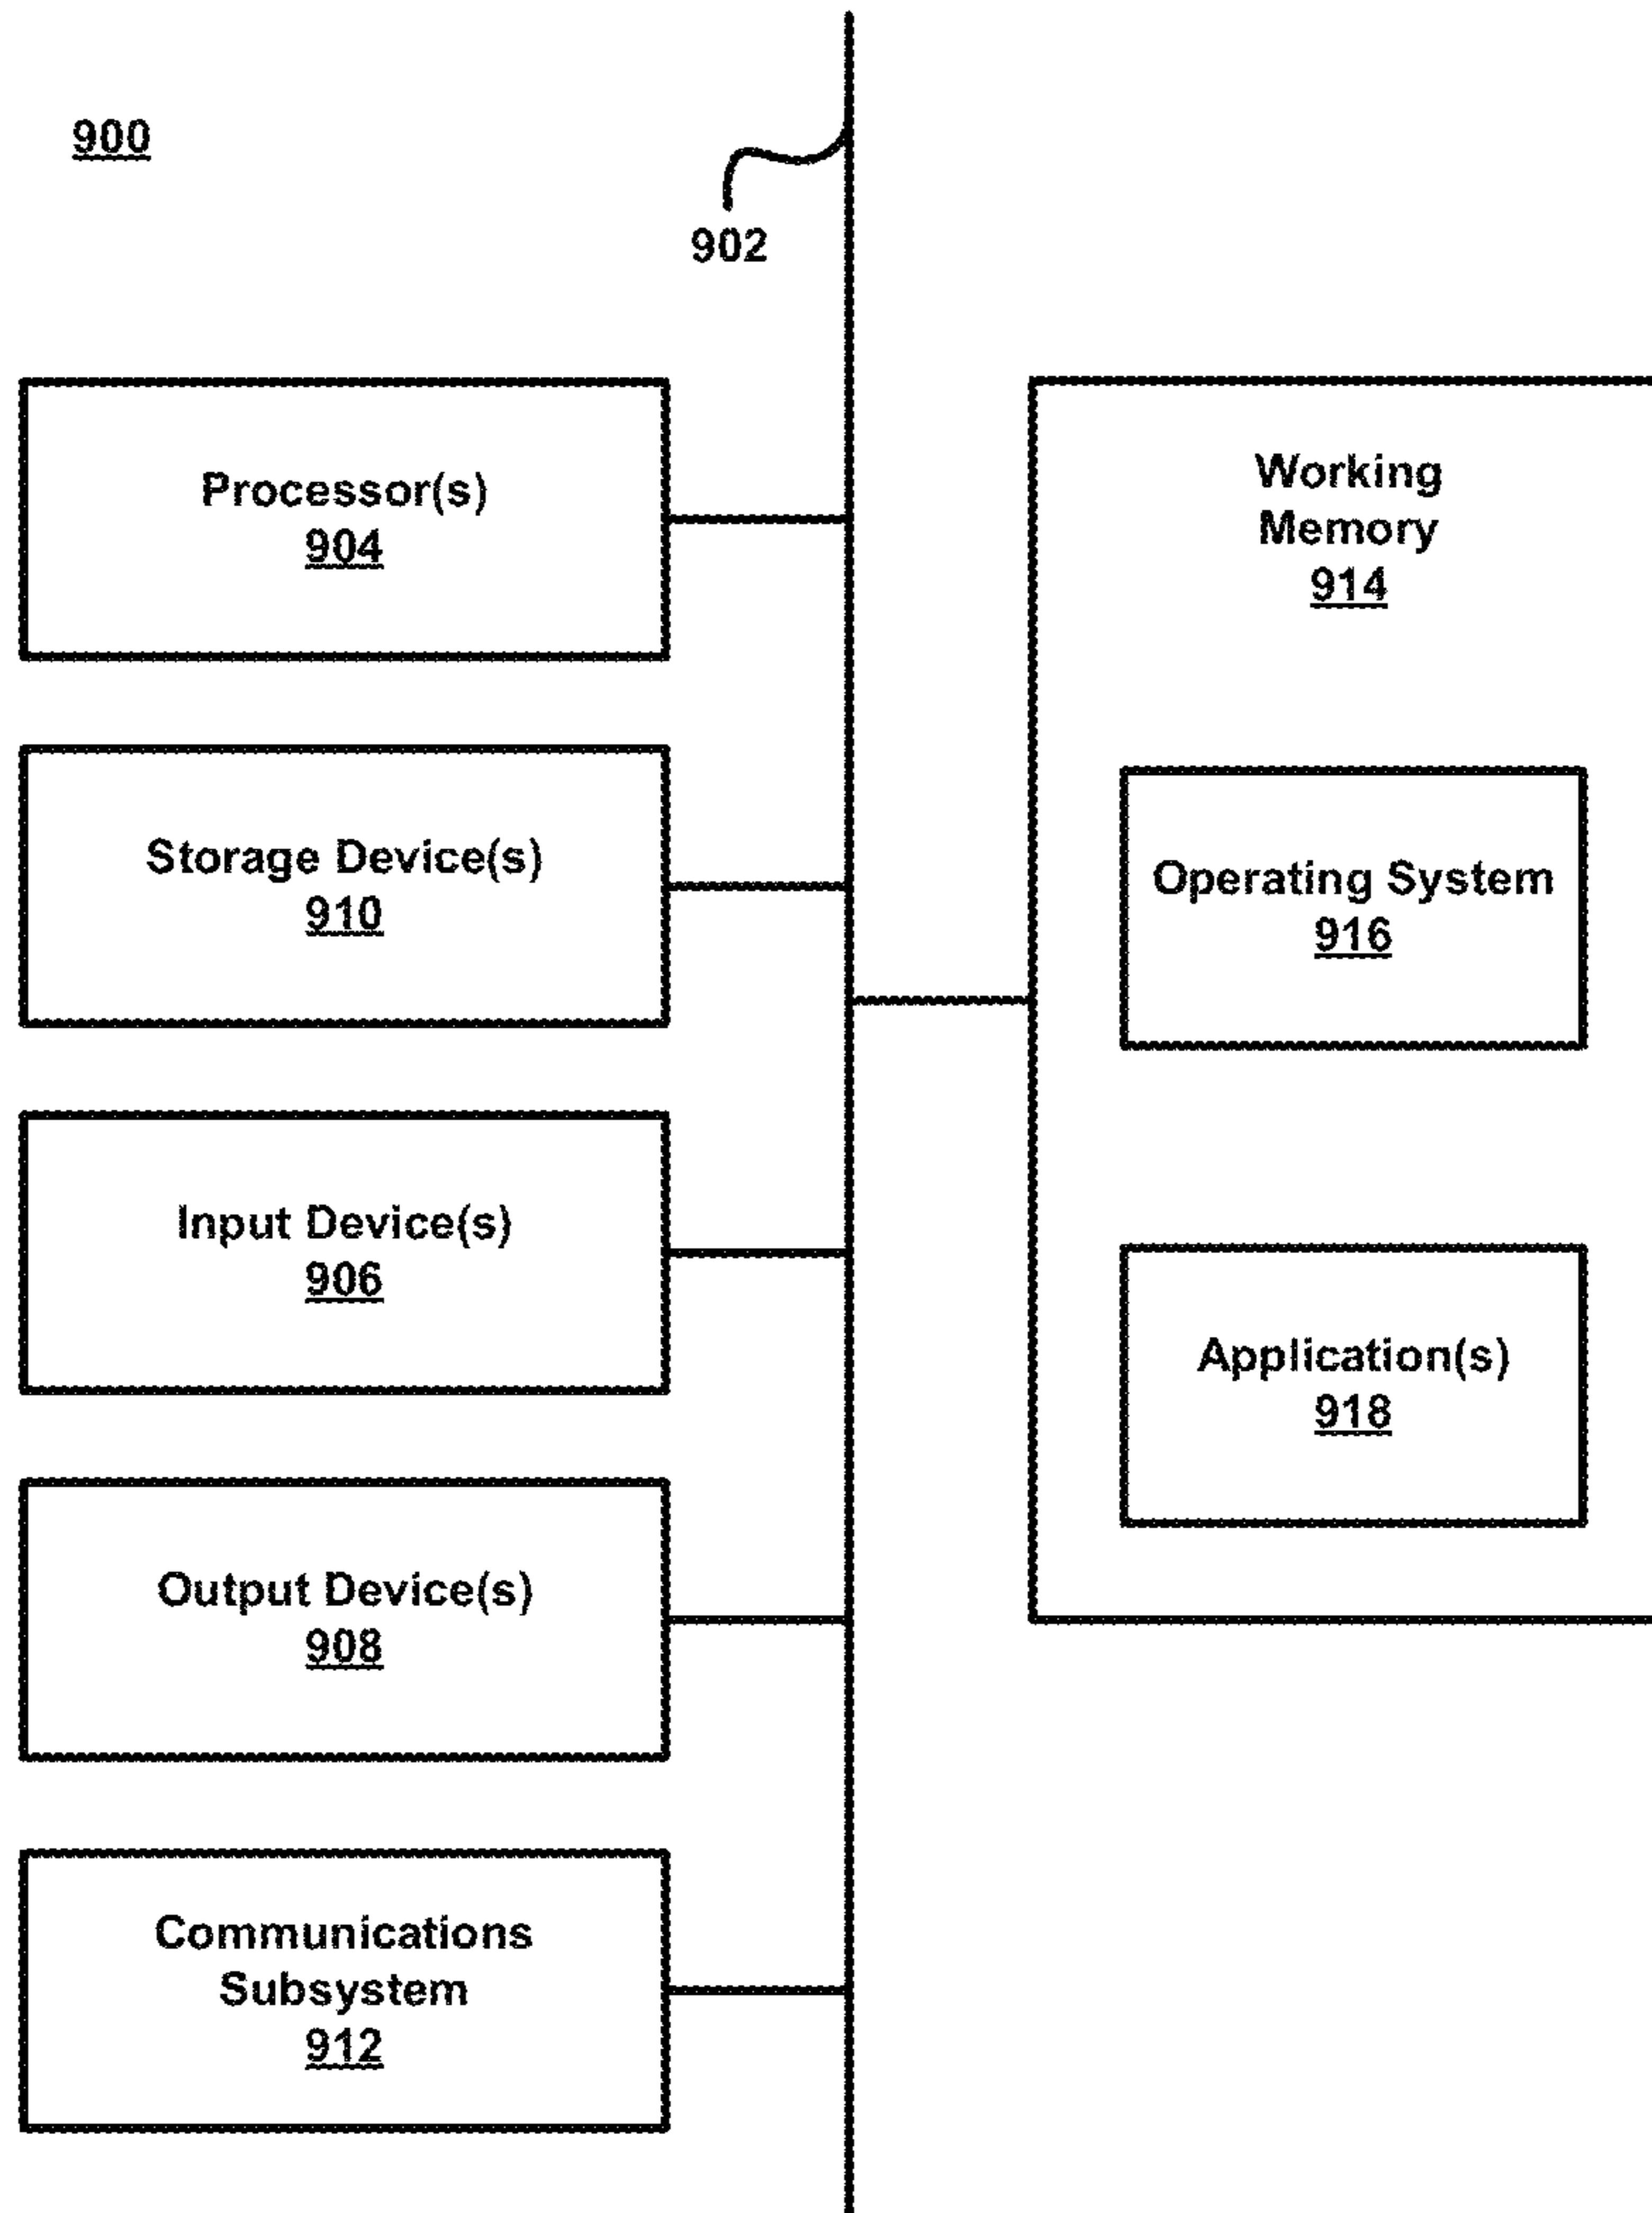 900
902
Processor(s)
904
Storage Device(s)
910
Input Device(s)
906
Output Device(s)
908
Communications
Subsystem
912
Working
Memory
914
Operating System
916
Application(s)
918